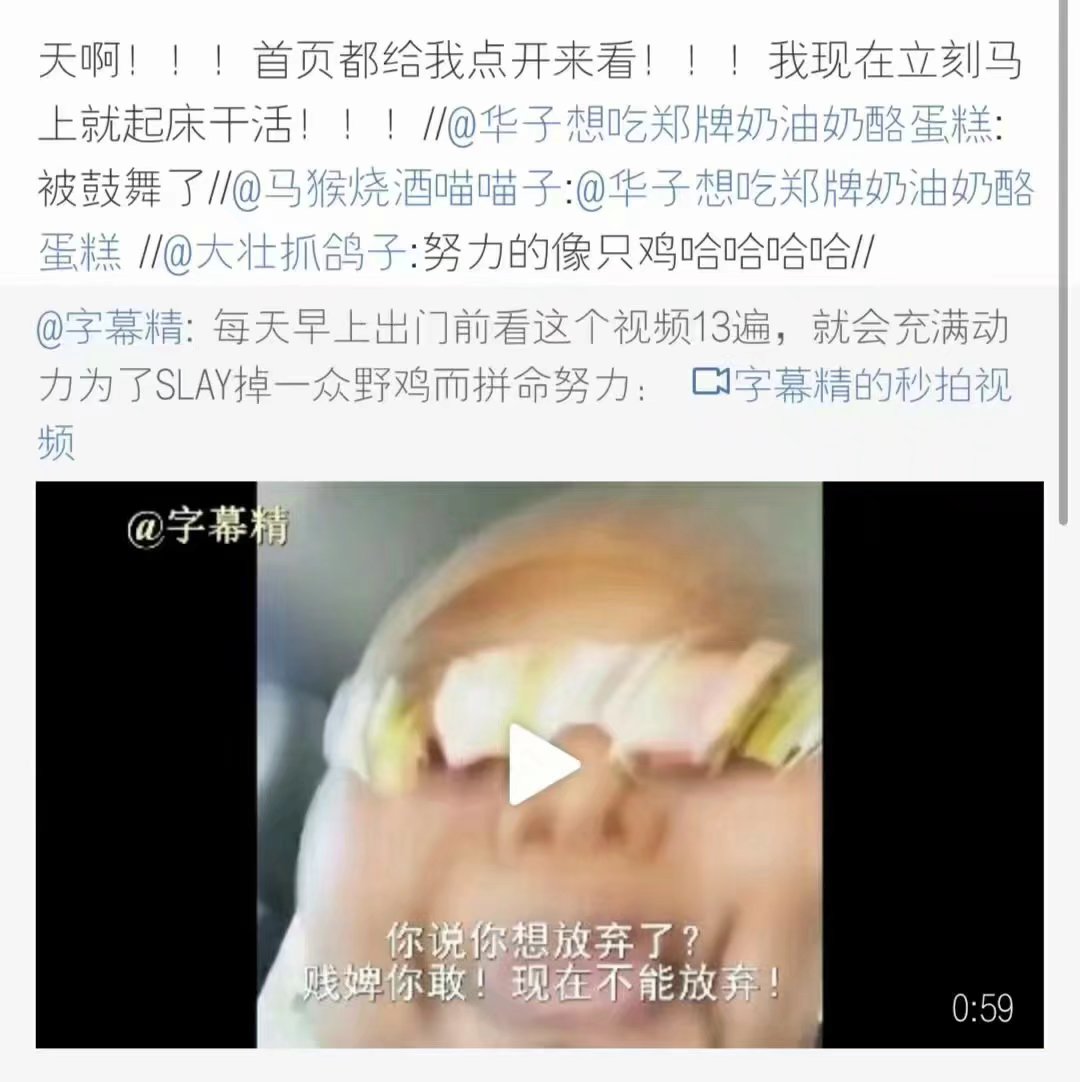 天啊！！！首页都给我点开来看！！！我现在立刻马
上就起床干活！！！//@华子想吃郑牌奶油奶酪蛋糕:
被鼓舞了//@马猴烧酒喵喵子:@华子想吃郑牌奶油奶酪
蛋糕 //@大壮抓鸽子:努力的像只鸡哈哈哈哈//
@字幕精: 每天早上出门前看这个视频13遍，就会充满动
力为了SLAY掉一众野鸡而拼命努力： 字幕精的秒拍视
频
@字幕精
你说你想放弃了？
贱婢你敢！现在不能放弃！
0:59